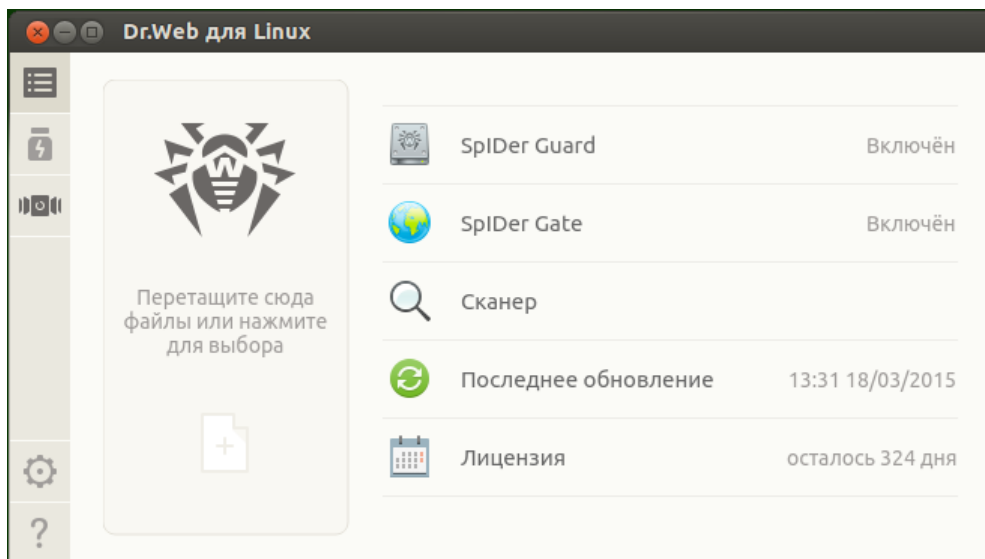 Dr.Web для Linux
Перетащите сюда
файлы или нажмите
для выбора
SpIDer Guard Включён
SpIDer Gate Включён
Сканер
Последнее обновление 13:31 18/03/2015
Лицензия осталось 324 дня
?